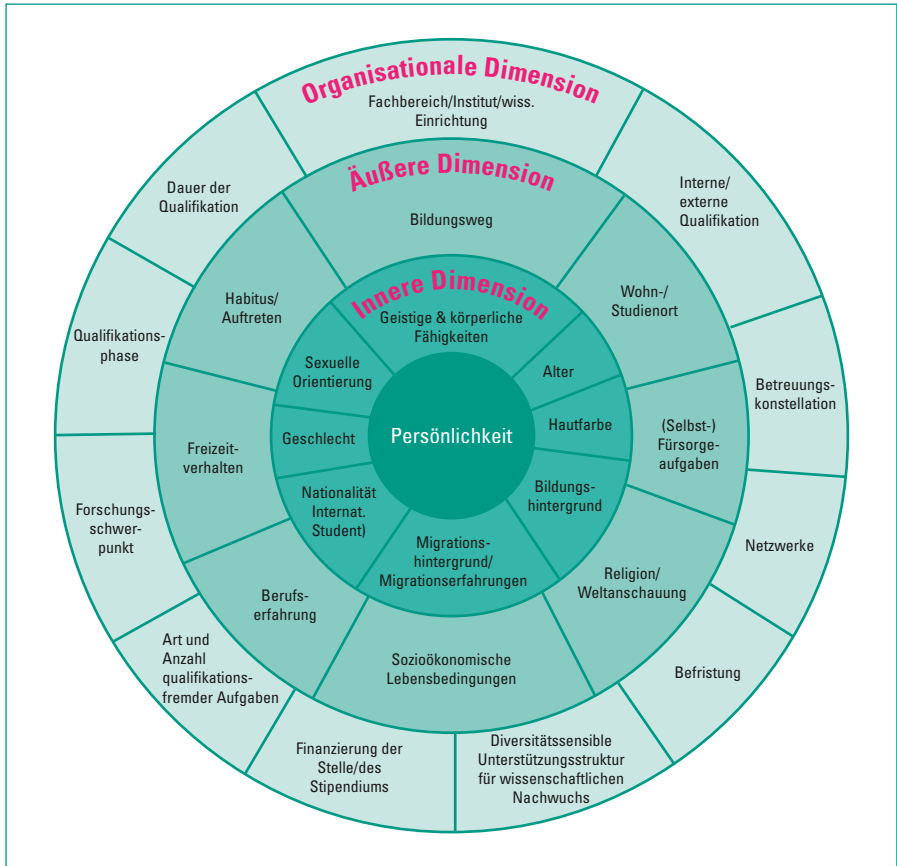 Organisationale Dimension
Fachbereich/Institut/wiss.
Einrichtung
Interne/
externe
Qualifikation
Betreuungs-
konstellation
Netzwerke
Befristung
Diversitätssensible
Unterstützungsstruktur
für wissenschaftlichen
Nachwuchs
Finanzierung der
Stelle/des
Stipendiums
Art und
Anzahl
qualifikations-
fremder Aufgaben
Forschungs-
schwer-
punkt
Qualifikations-
phase
Dauer der
Qualifikation
Äußere Dimension
Bildungsweg
Wohn-/
Studienort
(Selbst-)
Fürsorge-
aufgaben
Religion/
Weltanschauung
Sozioökonomische
Lebensbedingungen
Berufs-
erfahrung
Freizeit-
verhalten
Habitus/
Auftreten
Innere Dimension
Geistige & körperliche
Fähigkeiten
Alter
Hautfarbe
Bildungs-
hintergrund
Migrations-
hintergrund/
Migrationserfahrungen
Nationalität
Internat.
Student)
Geschlecht
Sexuelle
Orientierung
Persönlichkeit